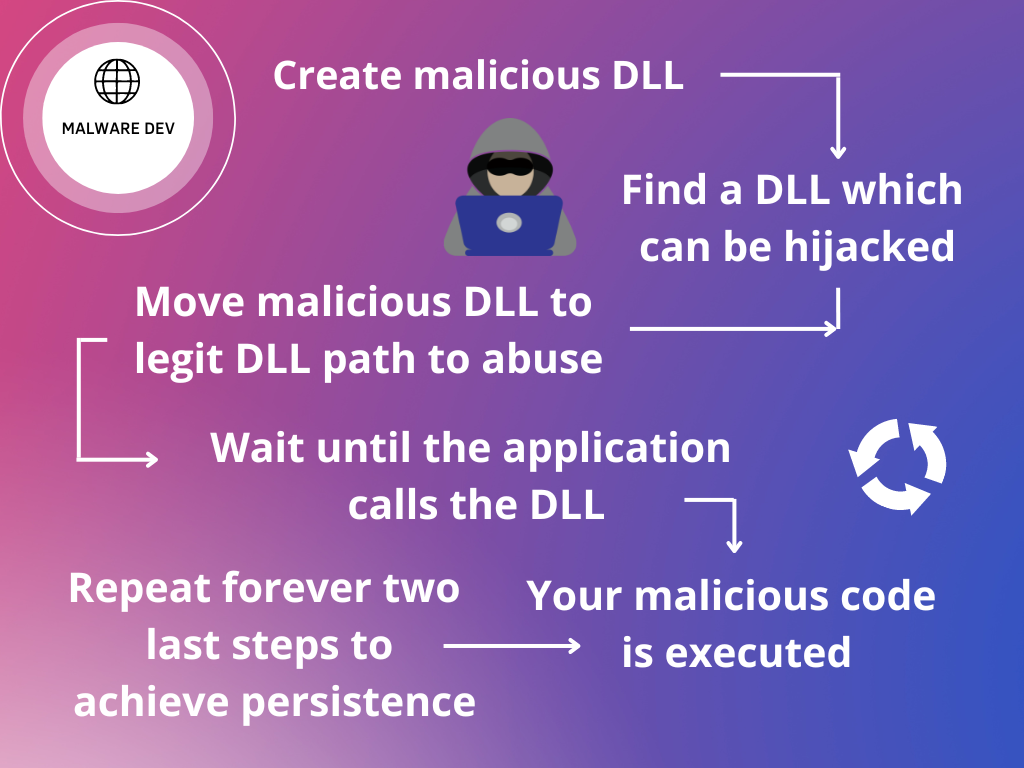 MALWARE DEV
Create malicious DLL
Find a DLL which
can be hijacked
Move malicious DLL to
legit DLL path to abuse
Wait until the application
calls the DLL
Your malicious code
is executed
Repeat forever two
last steps to
achieve persistence